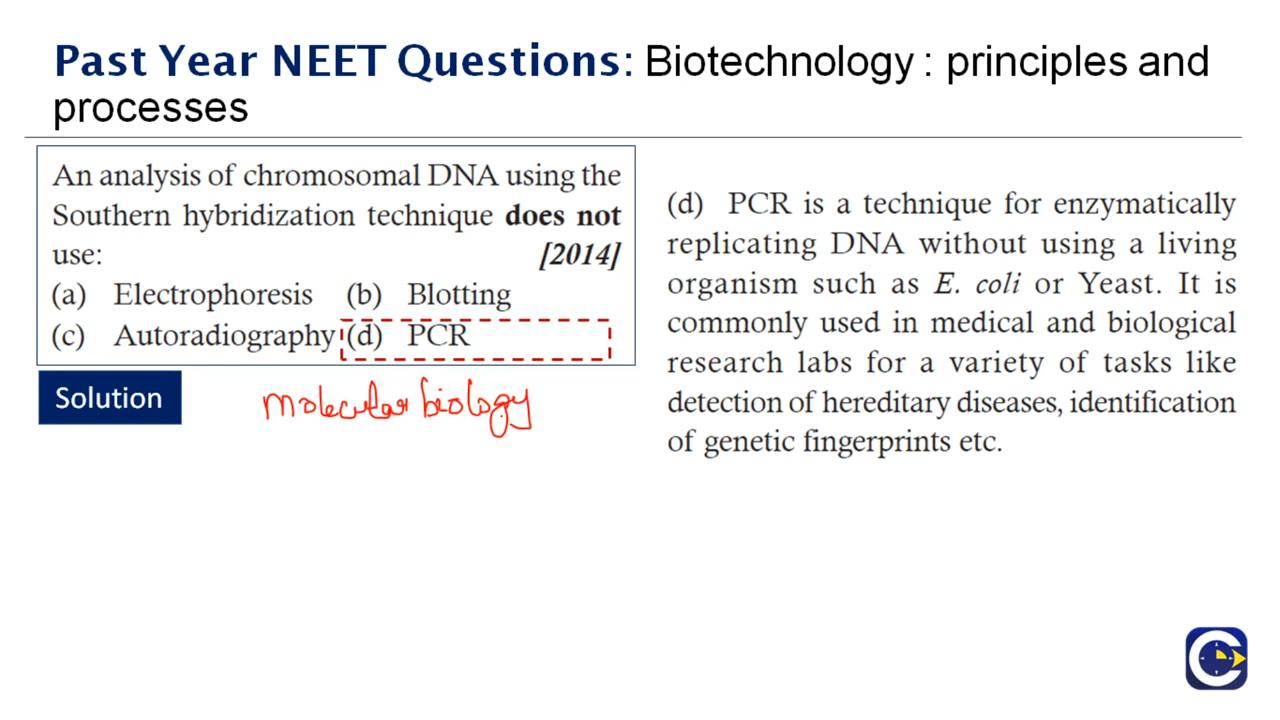 Past Year NEET Questions: Biotechnology : principles and
processes
An analysis of chromosomal DNA using the
Southern hybridization technique does not
use: [2014]
(a) Electrophoresis (b) Blotting
(c) Autoradiography (d) PCR
Solution
molecular biology
(d) PCR is a technique for enzymatically
replicating DNA without using a living
organism such as E. coli or Yeast. It is
commonly used in medical and biological
research labs for a variety of tasks like
detection of hereditary diseases, identification
of genetic fingerprints etc.